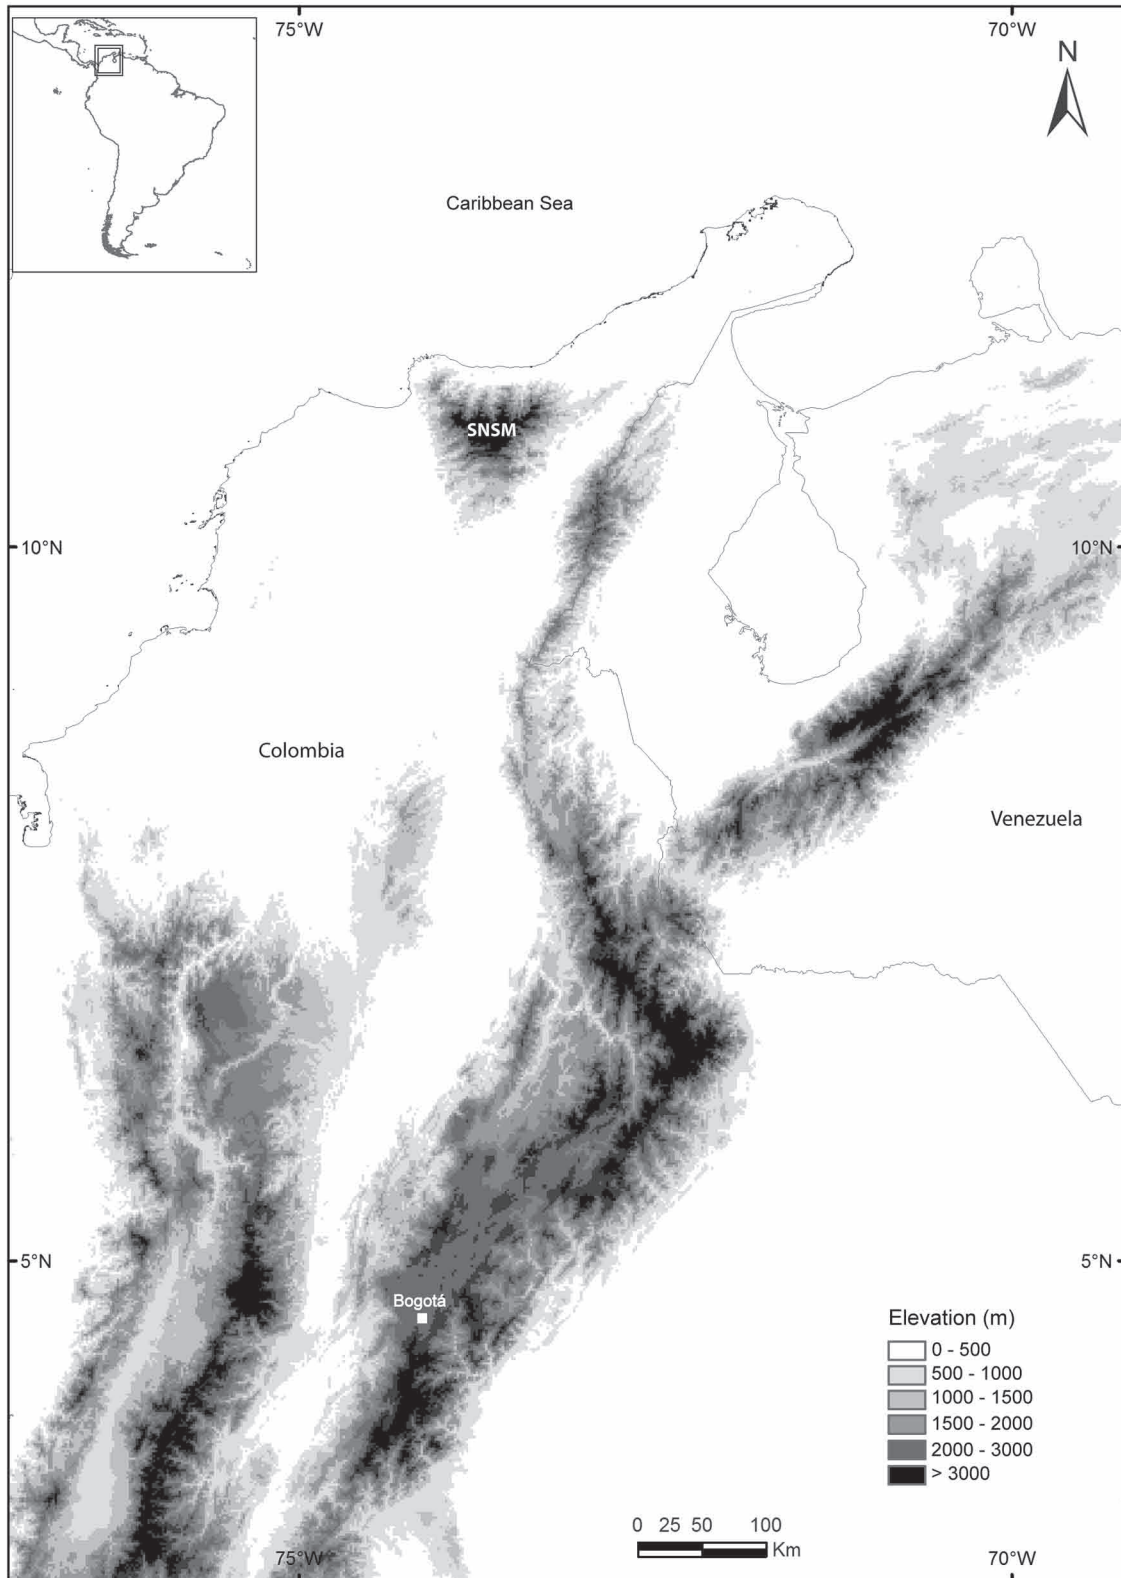 75°W 70°W
N
Caribbean Sea
SNSM
10°N 10°N
Colombia
Venezuela
5°N 5°N
Bogotá
Elevation (m)
0 - 500
500 - 1000
1000 - 1500
1500 - 2000
2000 - 3000
> 3000
0 25 50 100
Km
75°W 70°W